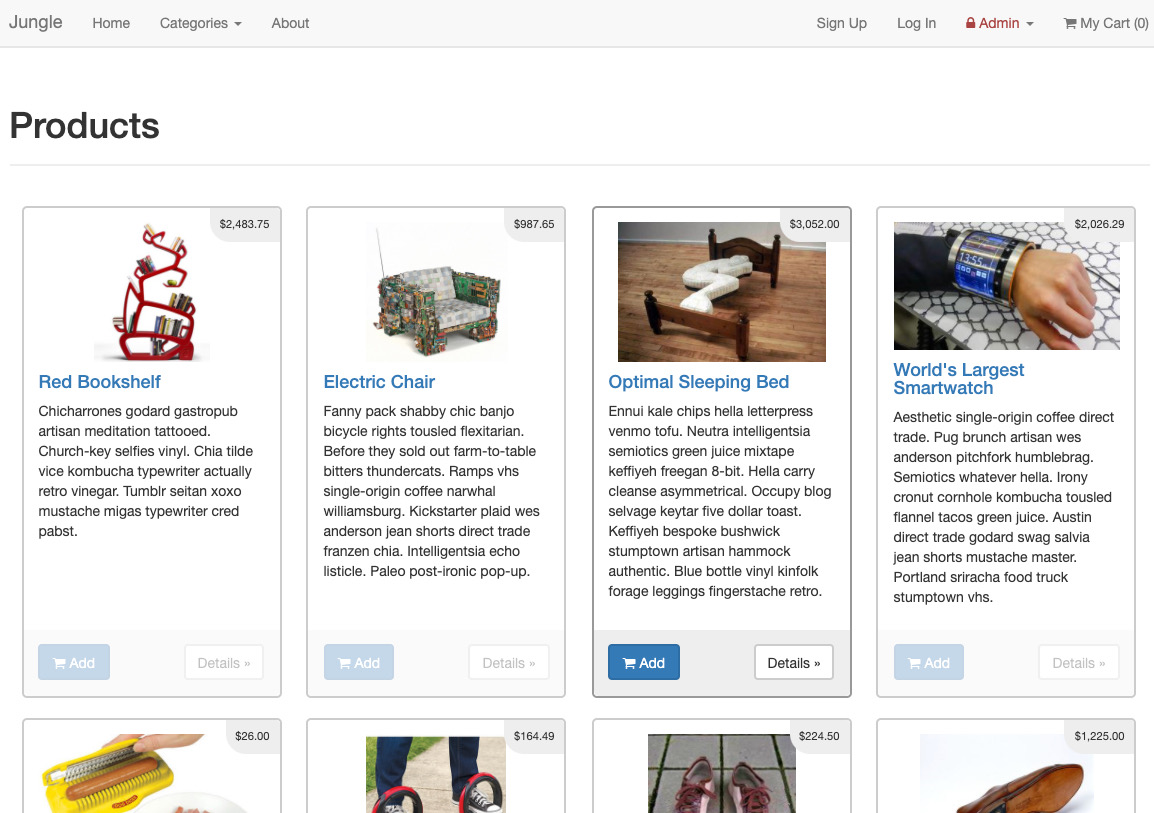 Jungle Home Categories About Sign Up Log In Admin My Cart (0)
Products
$2,483.75
Red Bookshelf
Chicharrones godard gastropub
artisan meditation tattooed.
Church-key selfies vinyl. Chia tilde
vice kombucha typewriter actually
retro vinegar. Tumblr seitan xoxo
mustache migas typewriter cred
pabst.
Add Details »
$987.65
Electric Chair
Fanny pack shabby chic banjo
bicycle rights tousled flexitarian.
Before they sold out farm-to-table
bitters thundercats. Ramps vhs
single-origin coffee narwhal
williamsburg. Kickstarter plaid wes
anderson jean shorts direct trade
franzen chia. Intelligentsia echo
listicle. Paleo post-ironic pop-up.
Add Details »
$3,052.00
Optimal Sleeping Bed
Ennui kale chips hella letterpress
venmo tofu. Neutra intelligentsia
semiotics green juice mixtape
keffiyeh freegan 8-bit. Hella carry
cleanse asymmetrical. Occupy blog
selvage keytar five dollar toast.
Keffiyeh bespoke bushwick
stumptown artisan hammock
authentic. Blue bottle vinyl kinfolk
forage leggings fingerstache retro.
Add Details »
$2,026.29
13:55
World's Largest
Smartwatch
Aesthetic single-origin coffee direct
trade. Pug brunch artisan wes
anderson pitchfork humblebrag.
Semiotics whatever hella. Irony
cronut cornhole kombucha tousled
flannel tacos green juice. Austin
direct trade godard swag salvia
jean shorts mustache master.
Portland sriracha food truck
stumptown vhs.
Add Details »
$26.00
$164.49
$224.50
$1,225.00